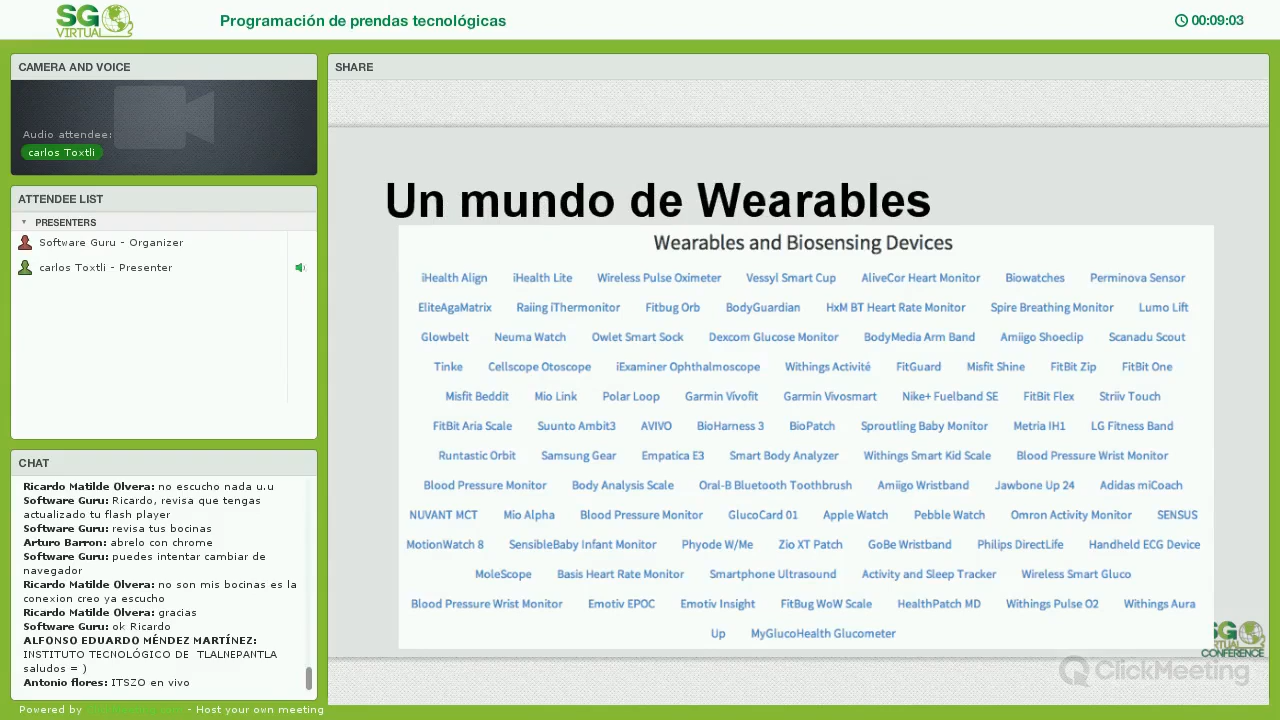 SG
VIRTUAL
Programación de prendas tecnológicas
00:09:03
CAMERA AND VOICE
Audio attendee:
carlos Toxtli
ATTENDEE LIST
PRESENTERS
Software Guru - Organizer
carlos Toxtli - Presenter
CHAT
Ricardo Matilde Olvera: no escucho nada u.u
Software Guru: Ricardo, revisa que tengas
actualizado tu flash player
Software Guru: revisa tus bocinas
Arturo Barron: abrelo con chrome
Software Guru: puedes intentar cambiar de
navegador
Ricardo Matilde Olvera: no son mis bocinas es la
conexion creo ya escucho
Ricardo Matilde Olvera: gracias
Software Guru: ok Ricardo
ALFONSO EDUARDO MÉNDEZ MARTÍNEZ:
INSTITUTO TECNOLÓGICO DE TLALNEPANTLA
saludos = )
Antonio flores: ITSZO en vivo
Powered by - Host your own meeting
SHARE
Un mundo de Wearables
Wearables and Biosensing Devices
iHealth Align iHealth Lite Wireless Pulse Oximeter Vessyl Smart Cup AliveCor Heart Monitor Biowatches Perminova Sensor
EliteAgaMatrix Raiing iThermonitor Fitbug Orb BodyGuardian HxM BT Heart Rate Monitor Spire Breathing Monitor Lumo Lift
Glowbelt Neuma Watch Owlet Smart Sock Dexcom Glucose Monitor BodyMedia Arm Band Amiigo Shoeclip Scanadu Scout
Tinke Cellscope Otoscope iExaminer Ophthalmoscope Withings Activité FitGuard Misfit Shine FitBit Zip FitBit One
Misfit Beddit Mio Link Polar Loop Garmin Vivofit Garmin Vivosmart Nike+ Fuelband SE FitBit Flex Striiv Touch
FitBit Aria Scale Suunto Ambit3 AVIVO BioHarness 3 BioPatch Sproutling Baby Monitor Metria IH1 LG Fitness Band
Runtastic Orbit Samsung Gear Empatica E3 Smart Body Analyzer Withings Smart Kid Scale Blood Pressure Wrist Monitor
Blood Pressure Monitor Body Analysis Scale Oral-B Bluetooth Toothbrush Amiigo Wristband Jawbone Up 24 Adidas miCoach
NUVANT MCT Mio Alpha Blood Pressure Monitor GlucoCard 01 Apple Watch Pebble Watch Omron Activity Monitor SENSUS
MotionWatch 8 SensibleBaby Infant Monitor Phyode W/Me Zio XT Patch GoBe Wristband Philips DirectLife Handheld ECG Device
MoleScope Basis Heart Rate Monitor Smartphone Ultrasound Activity and Sleep Tracker Wireless Smart Gluco
Blood Pressure Wrist Monitor Emotiv EPOC Emotiv Insight FitBug WoW Scale HealthPatch MD Withings Pulse O2 Withings Aura
Up MyGlucoHealth Glucometer
SG
VIRTUAL
CONFERENCE
ClickMeeting